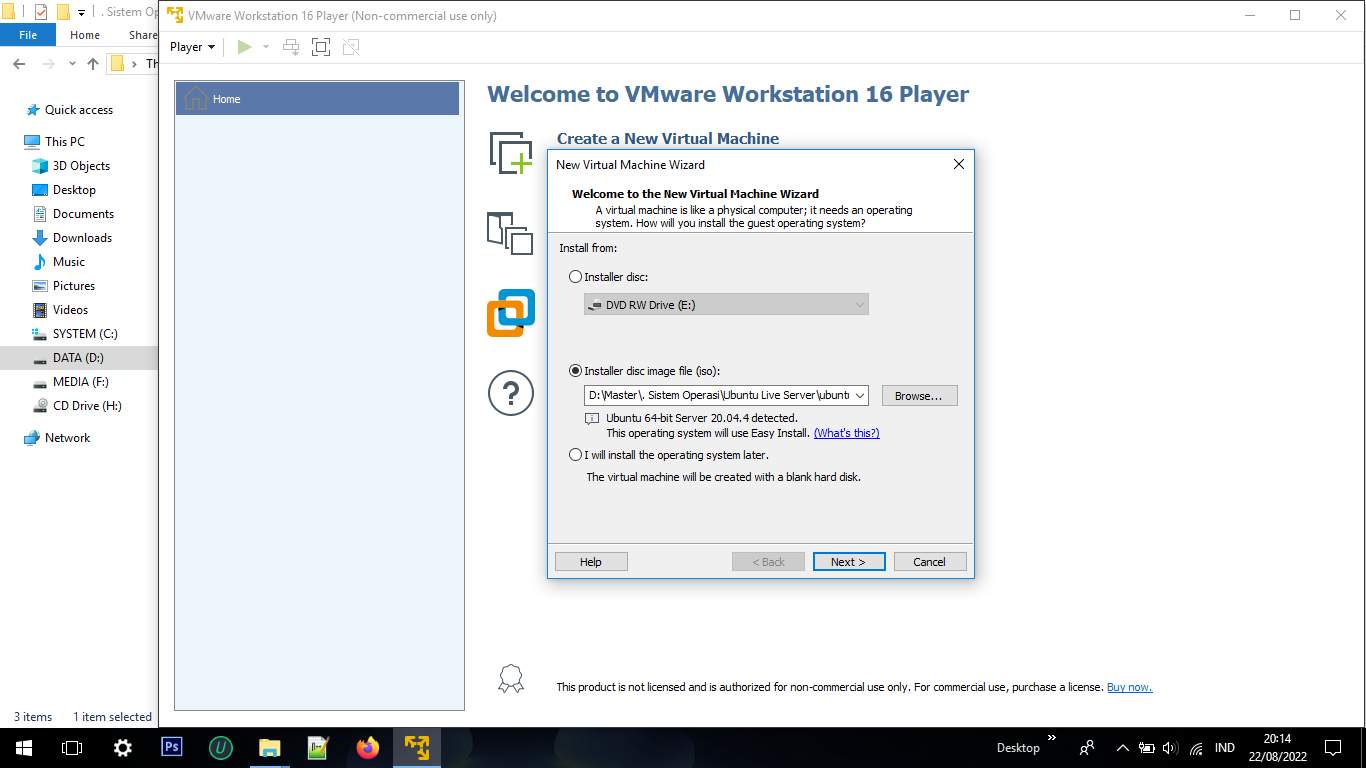 . Sistem Op
VMware Workstation 16 Player (Non-commercial use only)
File
Home
Share
Player
Th
Quick access
This PC
3D Objects
Desktop
Documents
Downloads
Music
Pictures
Videos
SYSTEM (C:)
DATA (D:)
MEDIA (F:)
CD Drive (H:)
Network
3 items
1 item selected
Home
Welcome to VMware Workstation 16 Player
Create a New Virtual Machine
?
New Virtual Machine Wizard
Welcome to the New Virtual Machine Wizard
A virtual machine is like a physical computer; it needs an operating
system. How will you install the guest operating system?
Install from:
Installer disc:
DVD RW Drive (E:)
Installer disc image file (iso):
D:\Master\. Sistem Operasi\Ubuntu Live Server\ubunt
Browse...
Ubuntu 64-bit Server 20.04.4 detected.
This operating system will use Easy Install. (What's this?)
I will install the operating system later.
The virtual machine will be created with a blank hard disk.
Help
< Back
Next >
Cancel
This product is not licensed and is authorized for non-commercial use only. For commercial use, purchase a license. Buy now.
Ps
U
Desktop
»
IND
20:14
22/08/2022